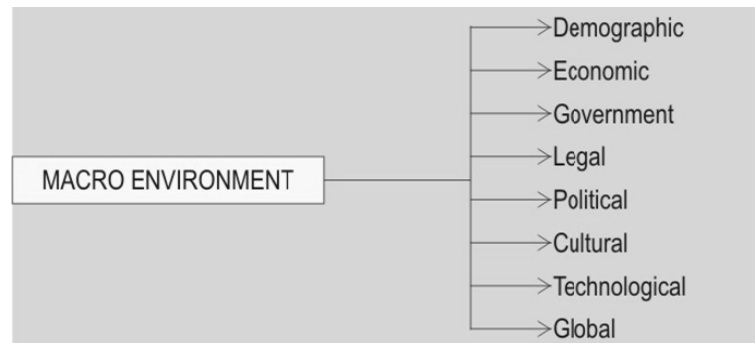 Demographic
Economic
Government
Legal
MACRO ENVIRONMENT
Political
Cultural
Technological
Global